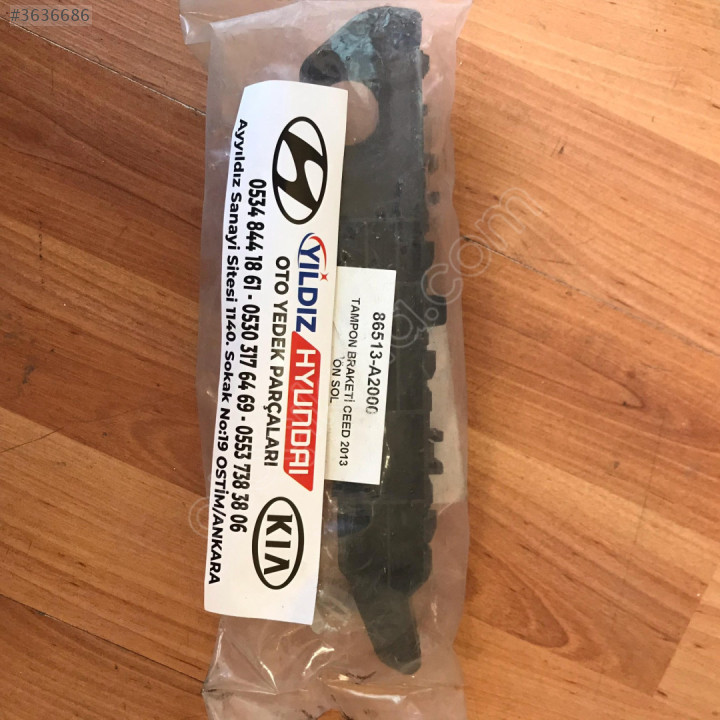 #3636686
YILDIZ HYUNDAI
OTO YEDEK PARÇALARI
0534 844 18 61 - 0530 317 64 69 - 0553 738 38 06
Ayyıldız Sanayi Sitesi 1140. Sokak No:19 OSTİM/ANKARA
KIA
86513-A2000
TAMPON BRAKETİ CEED 2013
ÖN SOL